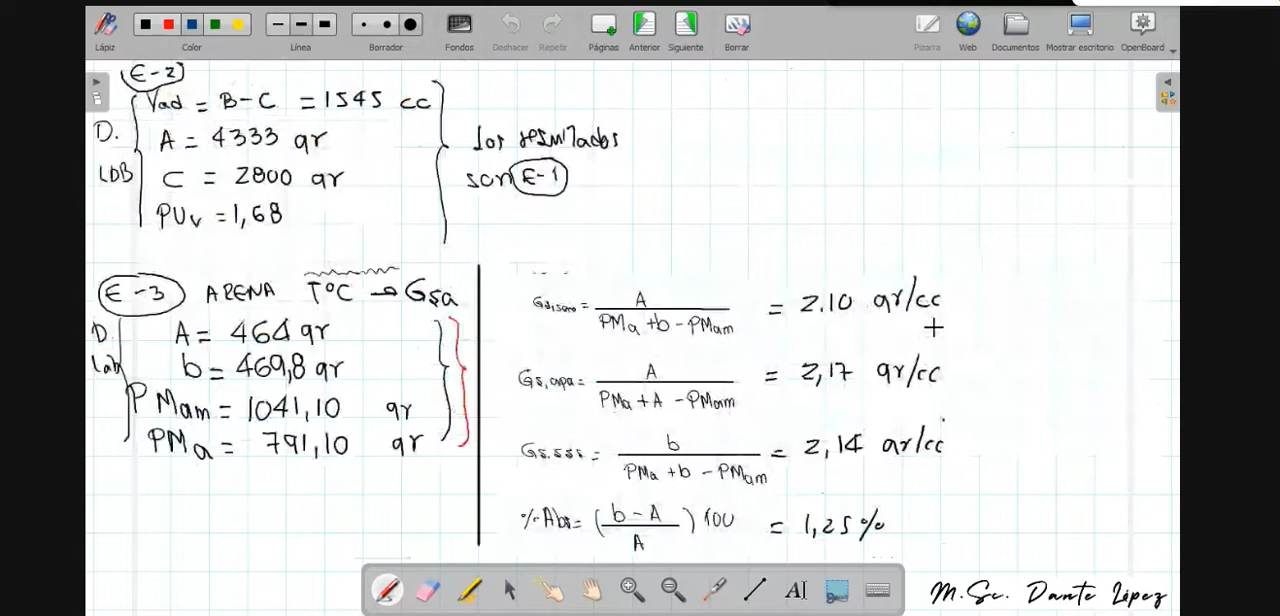 Lápiz Color Línea Borrador Fondos Deshacer Repetir Páginas Anterior Siguiente Borrar Pizarra Web Documentos Mostrar escritorio OpenBoard
E-2
Vad = B-C = 1545 cc
D. A = 4333 gr
los resultados
LAB C = 2800 gr
son E-1
PUv = 1,68
E-3 ARENA T°C → Gsa
D. A = 464 gr
Lab b = 469,8 gr
PMam = 1041,10 gr
PMa = 791,10 gr
Gs,seco = A / PMa + b - PMam = 2.10 gr/cc
+
Gs,apa = A / PMa + A - PMam = 2,17 gr/cc
Gs.sss = b / PMa + b - PMam = 2,14 gr/cc
%Abs = (b - A / A) 100 = 1,25 %
M.Sc. Dante López